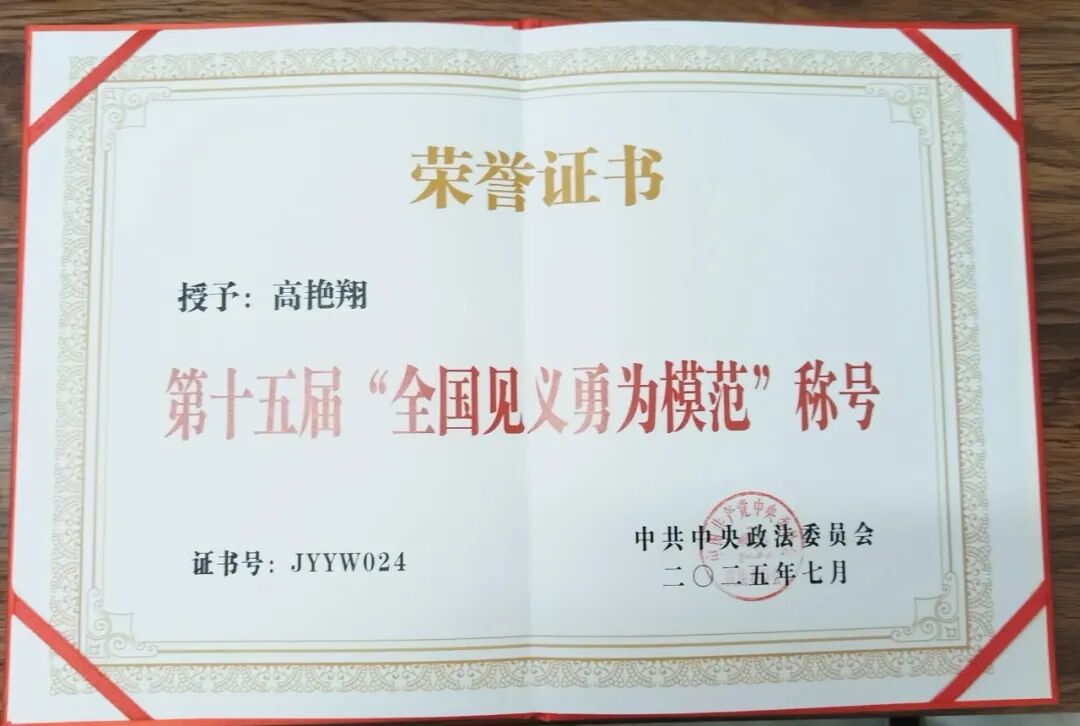 荣誉证书
授予：高艳翔
第十五届“全国见义勇为模范”称号
中共中央政法委员会
证书号：JYYW024
二〇二五年七月